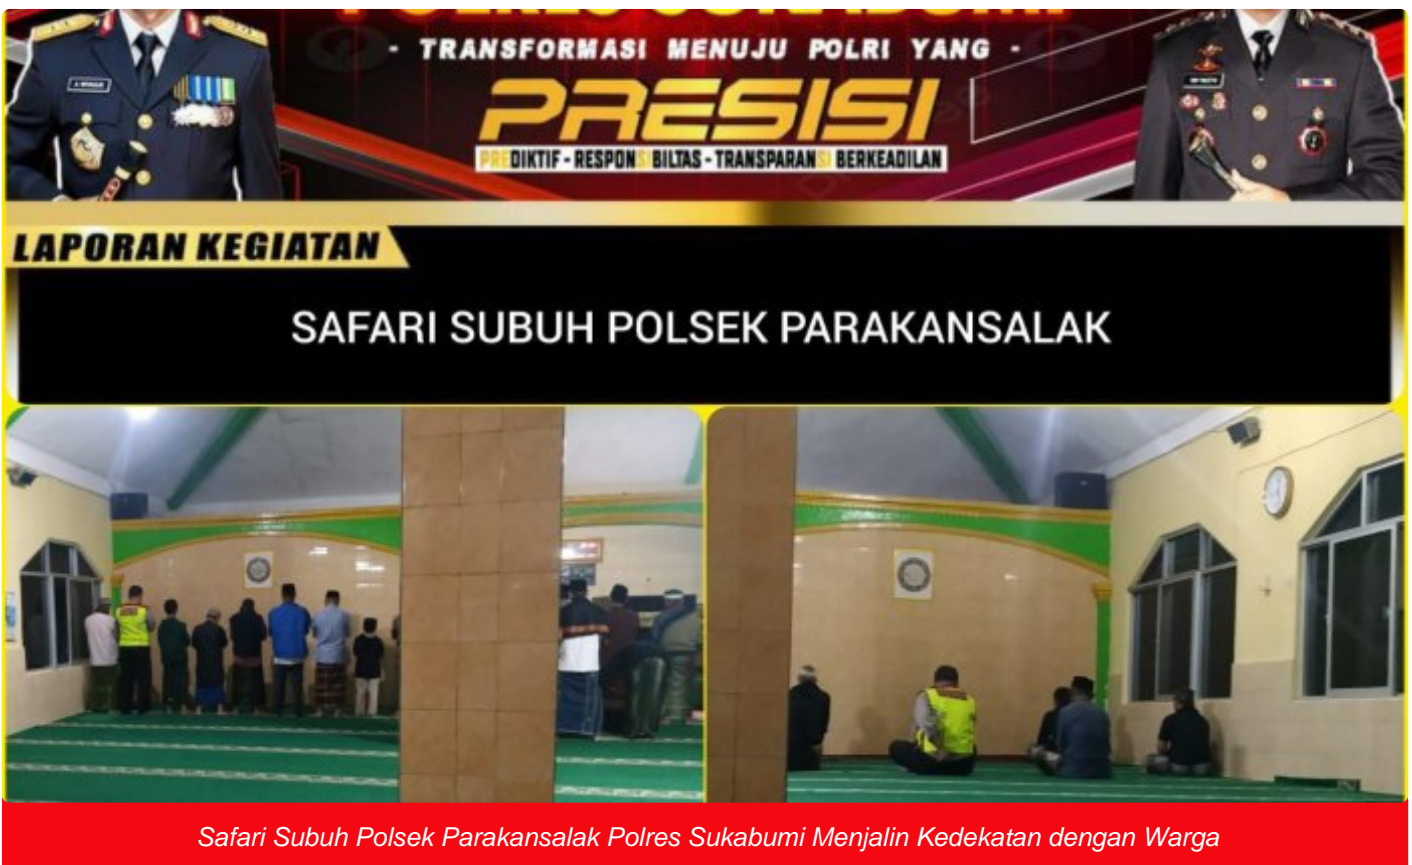 - TRANSFORMASI MENUJU POLRI YANG -
PRESISI
PREDIKTIF - RESPONSIBILTAS - TRANSPARANSI BERKEADILAN
LAPORAN KEGIATAN
SAFARI SUBUH POLSEK PARAKANSALAK
Safari Subuh Polsek Parakansalak Polres Sukabumi Menjalin Kedekatan dengan Warga